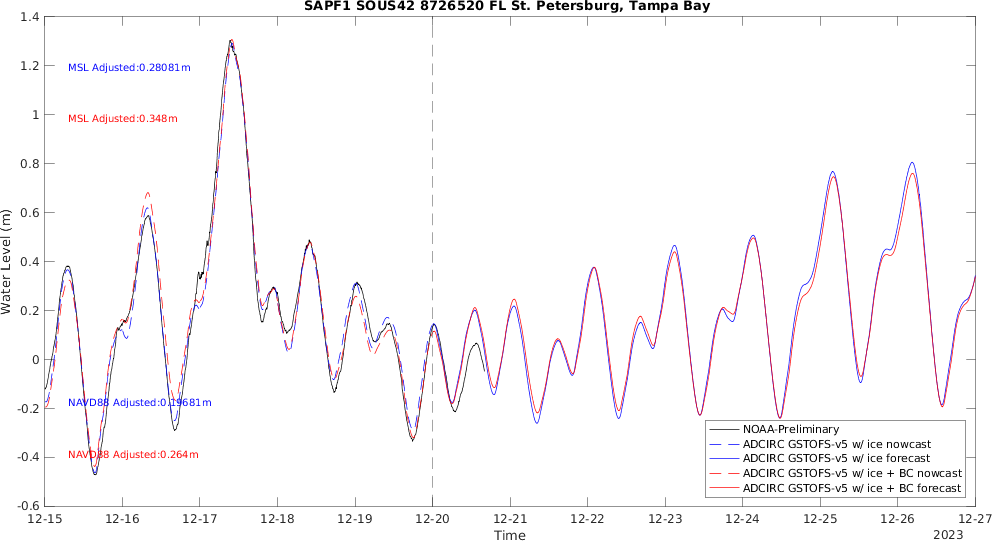 SAPF1 SOUS42 8726520 FL St. Petersburg, Tampa Bay
1.4
1.2
1
0.8
0.6
0.4
0.2
0
-0.2
-0.4
-0.6
Water Level (m)
MSL Adjusted:0.28081m
MSL Adjusted:0.348m
NAVD88 Adjusted:0.19681m
NAVD88 Adjusted:0.264m
NOAA-Preliminary
ADCIRC GSTOFS-v5 w/ ice nowcast
ADCIRC GSTOFS-v5 w/ ice forecast
ADCIRC GSTOFS-v5 w/ ice + BC nowcast
ADCIRC GSTOFS-v5 w/ ice + BC forecast
12-15 12-16 12-17 12-18 12-19 12-20 12-21 12-22 12-23 12-24 12-25 12-26 12-27
Time
2023